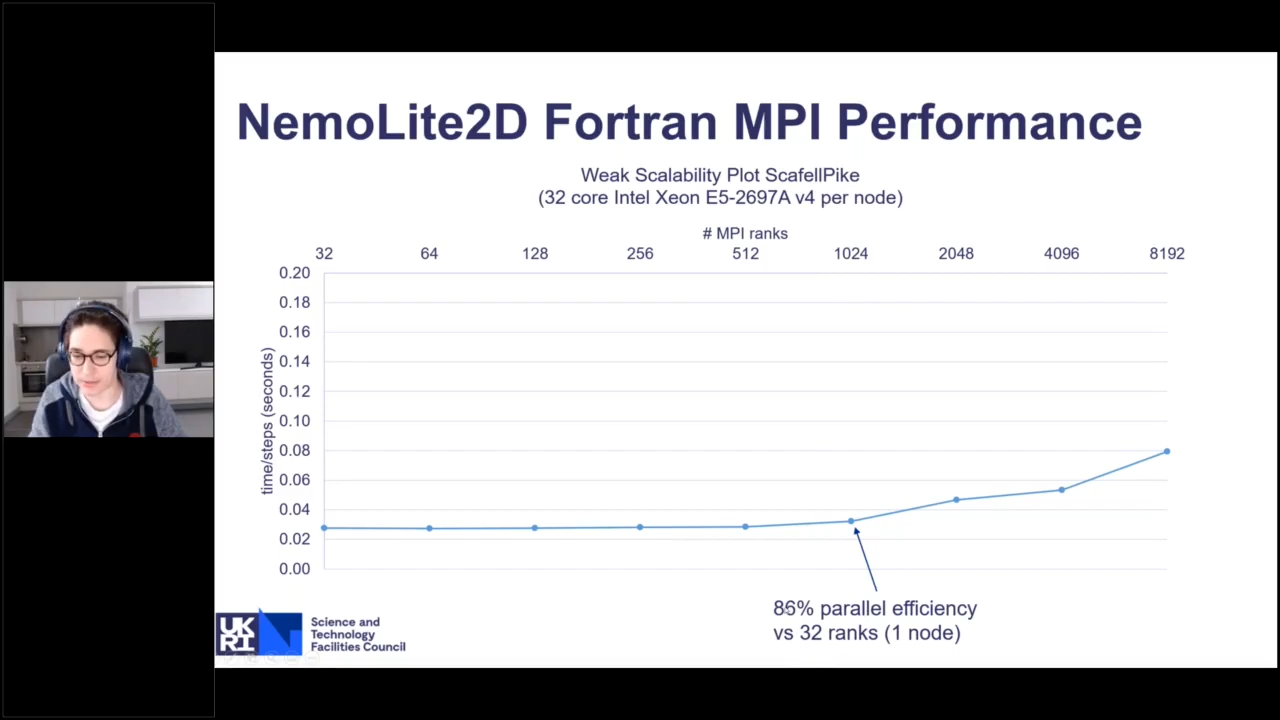 NemoLite2D Fortran MPI Performance
Weak Scalability Plot ScafellPike
(32 core Intel Xeon E5-2697A v4 per node)
# MPI ranks
32 64 128 256 512 1024 2048 4096 8192
0.20
0.18
0.16
0.14
0.12
0.10
0.08
0.06
0.04
0.02
0.00
time/steps (seconds)
86% parallel efficiency
vs 32 ranks (1 node)
UK
RI
Science and
Technology
Facilities Council